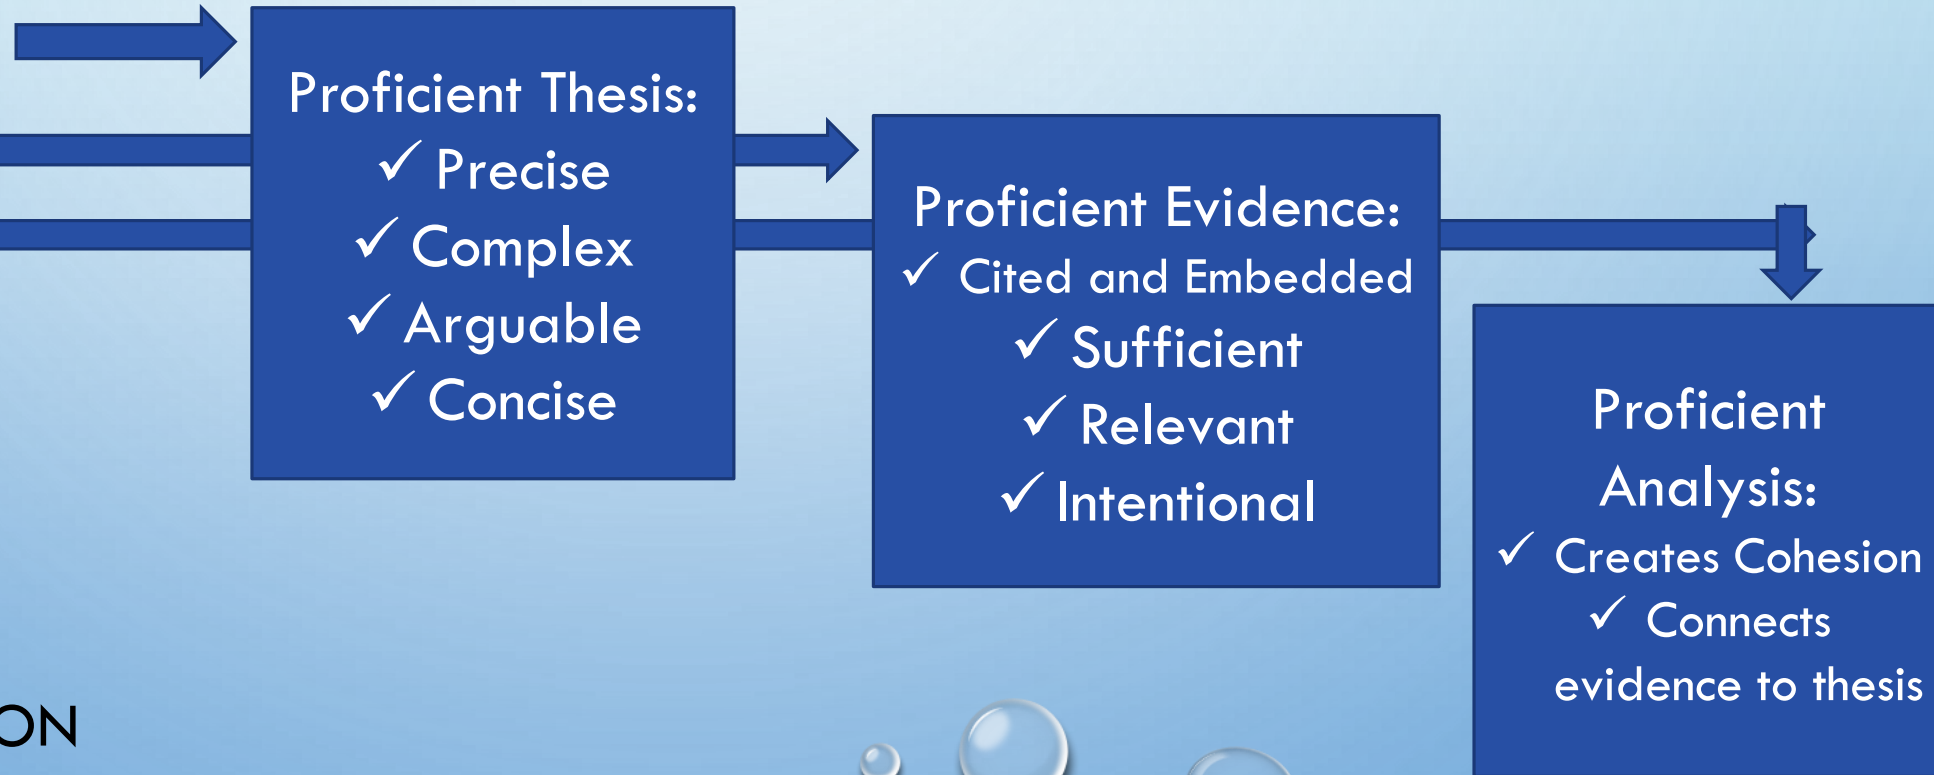 Proficient Thesis:
✓ Precise
✓ Complex
✓ Arguable
✓ Concise
Proficient Evidence:
✓ Cited and Embedded
✓ Sufficient
✓ Relevant
✓ Intentional
Proficient
Analysis:
✓ Creates Cohesion
✓ Connects
evidence to thesis
ON